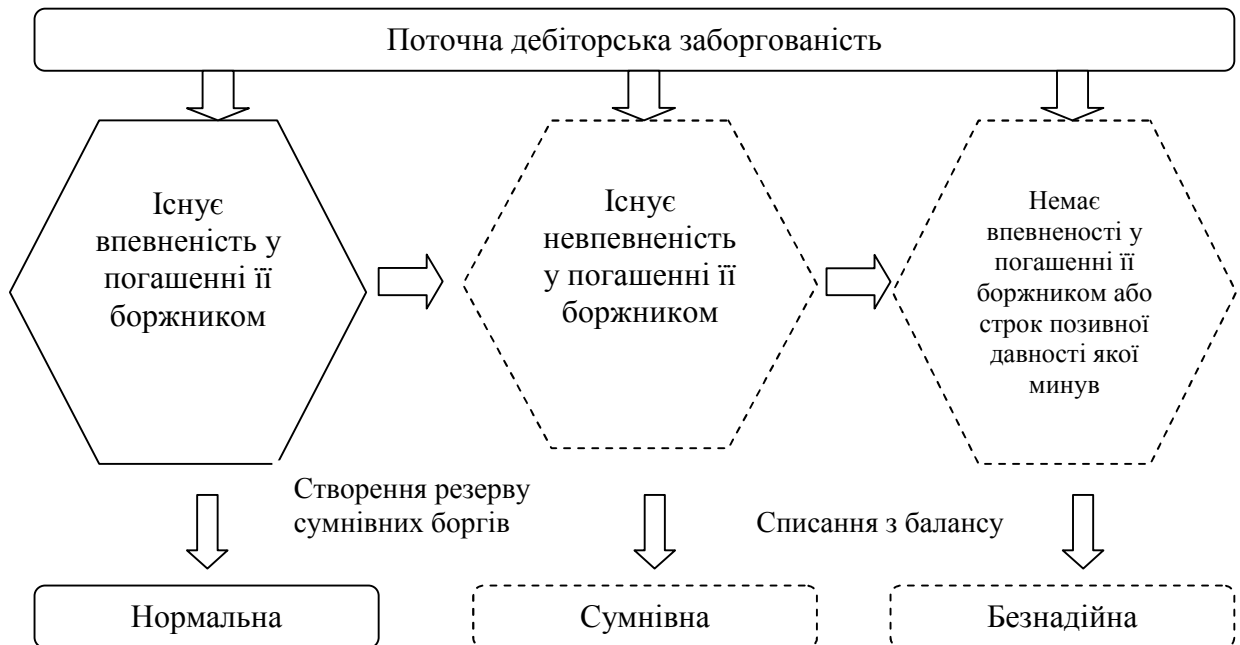 Поточна дебіторська заборгованість
Існує
впевненість у
погашенні її
боржником
Існує
невпевненість
у погашенні її
боржником
Немає
впевненості у
погашенні її
боржником або
строк позивної
давності якої
минув
Створення резерву
сумнівних боргів
Списання з балансу
Нормальна
Сумнівна
Безнадійна